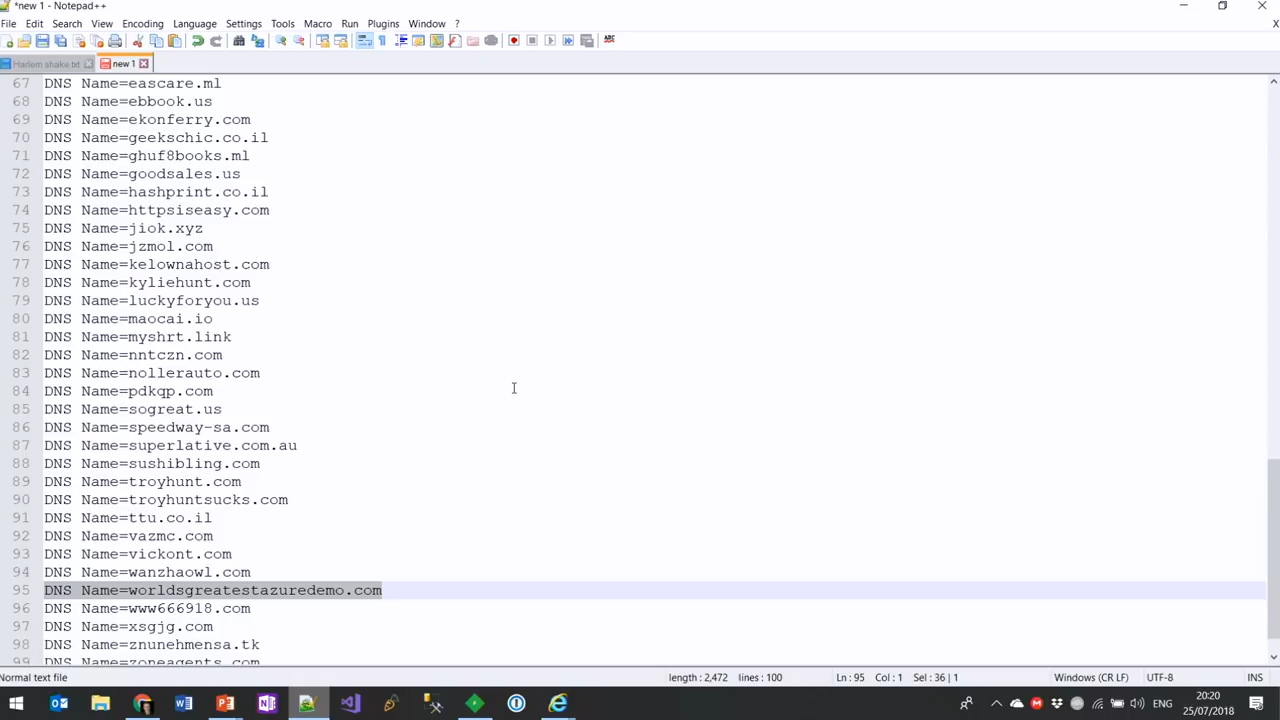 *new 1 - Notepad++
File Edit Search View Encoding Language Settings Tools Macro Run Plugins Window ? X
ABC
Harlem shake.txt new 1
67 DNS Name=eascare.ml
68 DNS Name=ebbook.us
69 DNS Name=ekonferry.com
70 DNS Name=geekschic.co.il
71 DNS Name=ghuf8books.ml
72 DNS Name=goodsales.us
73 DNS Name=hashprint.co.il
74 DNS Name=httpsiseasy.com
75 DNS Name=jiok.xyz
76 DNS Name=jzmol.com
77 DNS Name=kelownahost.com
78 DNS Name=kyliehunt.com
79 DNS Name=luckyforyou.us
80 DNS Name=maocai.io
81 DNS Name=myshrt.link
82 DNS Name=nntczn.com
83 DNS Name=nollerauto.com
84 DNS Name=pdkqp.com
85 DNS Name=sogreat.us
86 DNS Name=speedway-sa.com
87 DNS Name=superlative.com.au
88 DNS Name=sushibling.com
89 DNS Name=troyhunt.com
90 DNS Name=troyhuntsucks.com
91 DNS Name=ttu.co.il
92 DNS Name=vazmc.com
93 DNS Name=vickont.com
94 DNS Name=wanzhaowl.com
95 DNS Name=worldsgreatestazuredemo.com
96 DNS Name=www666918.com
97 DNS Name=xsgjg.com
98 DNS Name=znunehmensa.tk
99 DNS Name=zoneagents.com
Normal text file length : 2,472 lines : 100 Ln : 95 Col : 1 Sel : 36 | 1 Windows (CR LF) UTF-8 INS
20:20
25/07/2018